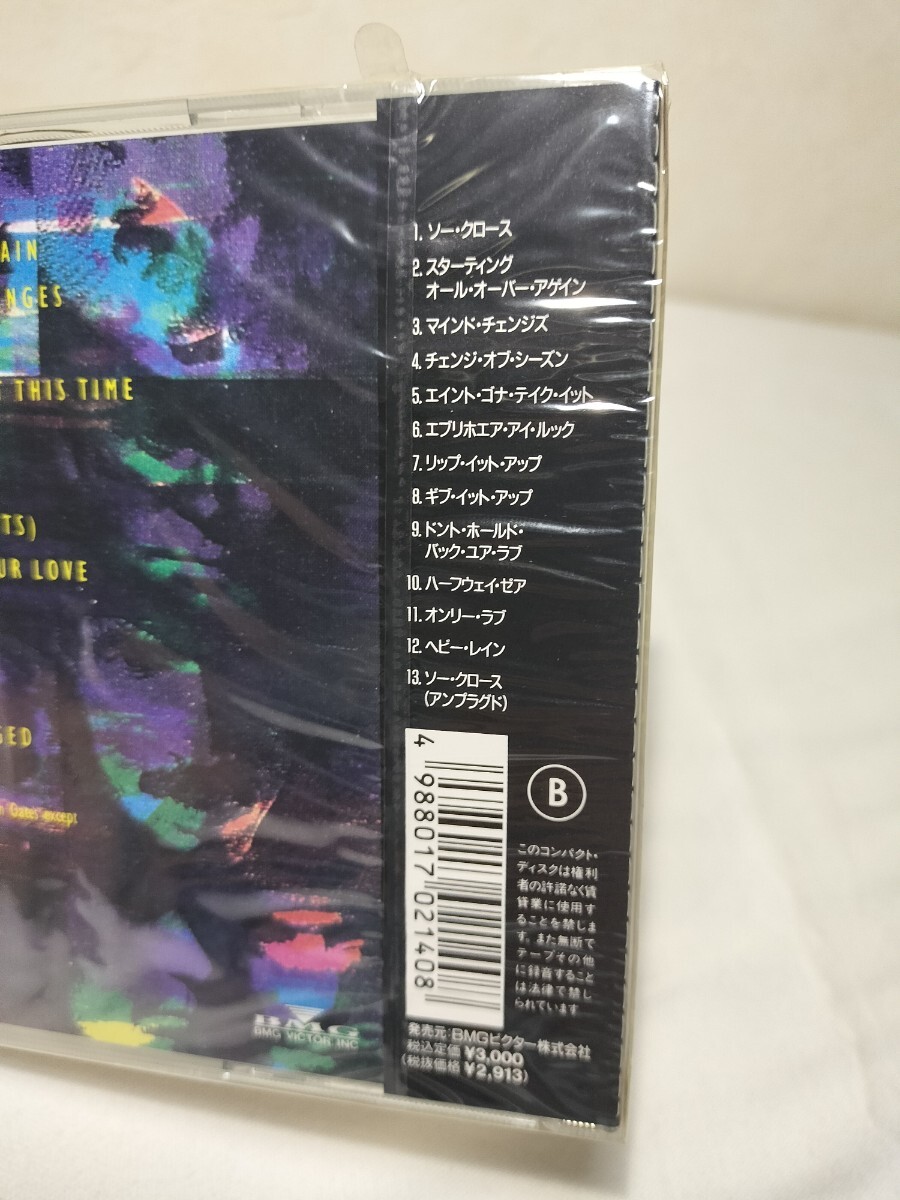 AIN
NGES
T THIS TIME
TS)
UR LOVE
GED
n Oates except
BMG
BMG VICTOR INC
1. ソー・クロース
2. スターティング
オール・オーバー・アゲイン
3. マインド・チェンジズ
4. チェンジ・オブ・シーズン
5. エイント・ゴナ・テイク・イット
6. エブリホエア・アイ・ルック
7. リップ・イット・アップ
8. ギブ・イット・アップ
9. ドント・ホールド・
バック・ユア・ラブ
10. ハーフウェイ・ゼア
11. オンリー・ラブ
12. ヘビー・レイン
13. ソー・クロース
(アンプラグド)
4 988017 021408
B
このコンパクト・
ディスクは権利
者の許諾なく賃
貸業に使用す
ることを禁じま
す。また無断で
テープその他
に録音すること
は法律で禁じ
られています
発売元:BMGビクター株式会社
税込定価 ¥3,000
(税抜価格 ¥2,913)